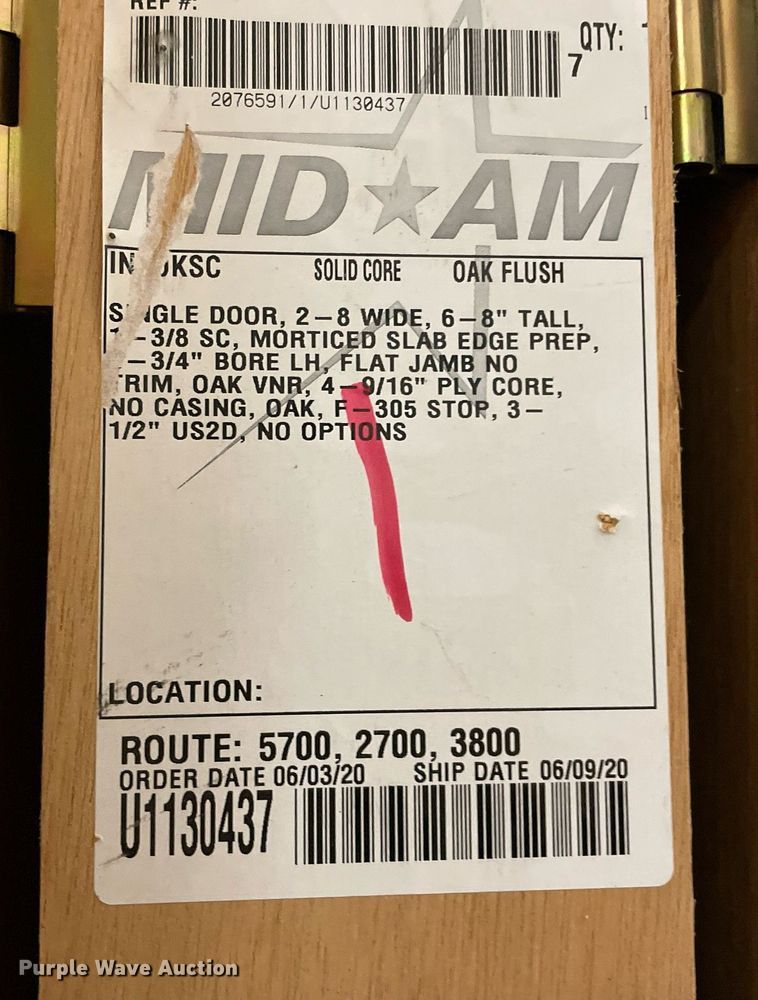 REF #:
QTY:
7
2076591/1/U1130437
MID AM
SOLID CORE OAK FLUSH
SINGLE DOOR, 2-8 WIDE, 6-8" TALL,
-3/8 SC, MORTICED SLAB EDGE PREP,
-3/4" BORE LH, FLAT JAMB NO
TRIM, OAK VNR, 4-9/16" PLY CORE,
NO CASING, OAK, F-305 STOP, 3-
1/2" US2D, NO OPTIONS
LOCATION:
ROUTE: 5700, 2700, 3800
ORDER DATE 06/03/20 SHIP DATE 06/09/20
U1130437
Purple Wave Auction